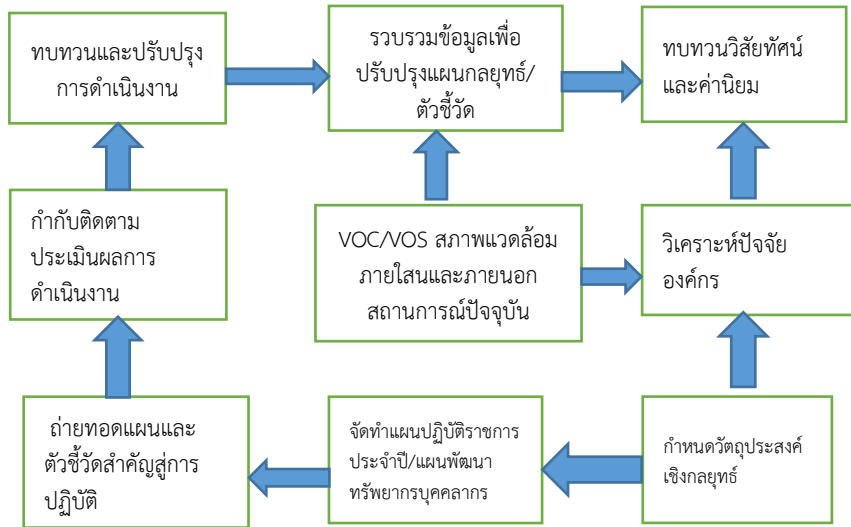 ทบทวนและปรับปรุง
การดำเนินงาน
รวบรวมข้อมูลเพื่อ
ปรับปรุงแผนกลยุทธ์/
ตัวชี้วัด
ทบทวนวิสัยทัศน์
และค่านิยม
กำกับติดตาม
ประเมินผลการ
ดำเนินงาน
VOC/VOS สภาพแวดล้อม
ภายใสนและภายนอก
สถานการณ์ปัจจุบัน
วิเคราะห์ปัจจัย
องค์กร
ถ่ายทอดแผนและ
ตัวชี้วัดสำคัญสู่การ
ปฏิบัติ
จัดทำแผนปฏิบัติราชการ
ประจำปี/แผนพัฒนา
ทรัพยากรบุคคลากร
กำหนดวัตถุประสงค์
เชิงกลยุทธ์